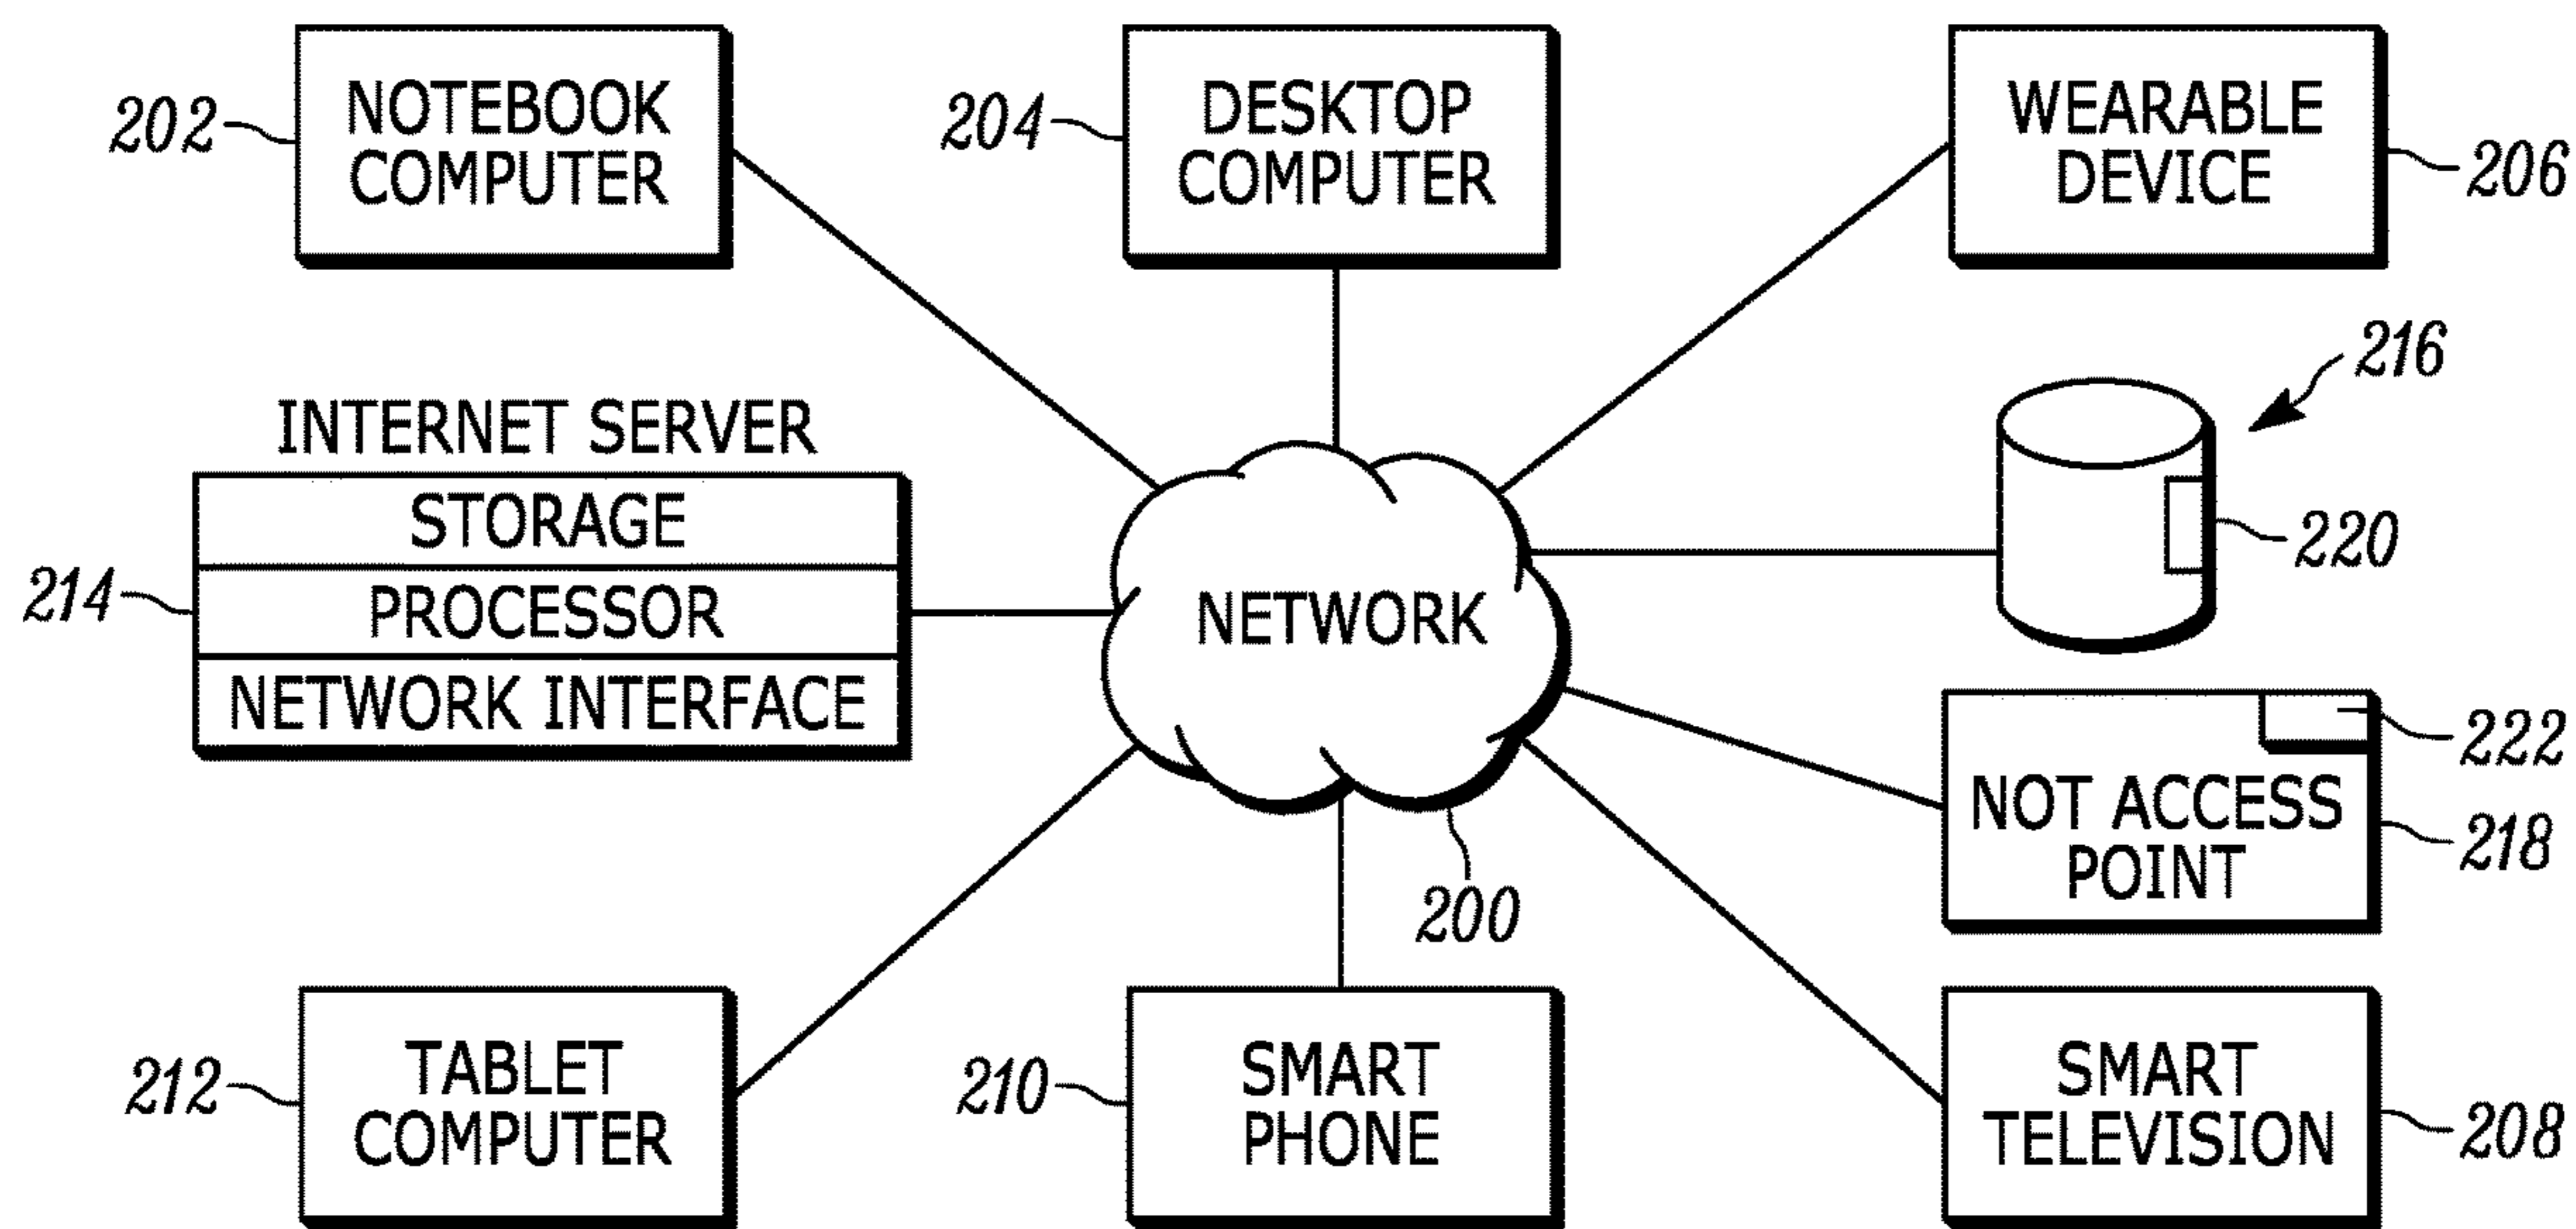 202
NOTEBOOK
COMPUTER
204
DESKTOP
COMPUTER
WEARABLE
DEVICE
206
216
INTERNET SERVER
214
STORAGE
PROCESSOR
NETWORK INTERFACE
NETWORK
200
220
222
NOT ACCESS
POINT
218
212
TABLET
COMPUTER
210
SMART
PHONE
SMART
TELEVISION
208